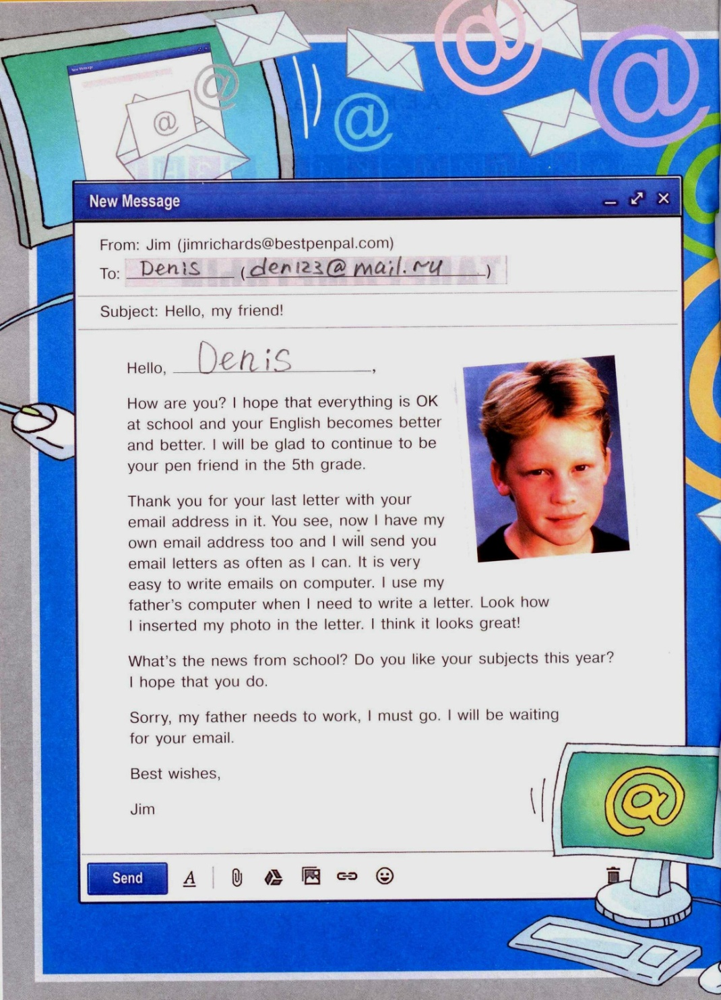 New Message
New Message
From: Jim (jimrichards@bestpenpal.com)
To: Denis (den123@mail.ru)
Subject: Hello, my friend!
Hello, Denis,
How are you? I hope that everything is OK
at school and your English becomes better
and better. I will be glad to continue to be
your pen friend in the 5th grade.
Thank you for your last letter with your
email address in it. You see, now I have my
own email address too and I will send you
email letters as often as I can. It is very
easy to write emails on computer. I use my
father's computer when I need to write a letter. Look how
I inserted my photo in the letter. I think it looks great!
What's the news from school? Do you like your subjects this year?
I hope that you do.
Sorry, my father needs to work, I must go. I will be waiting
for your email.
Best wishes,
Jim
Send A
@
@
@
@
@
@